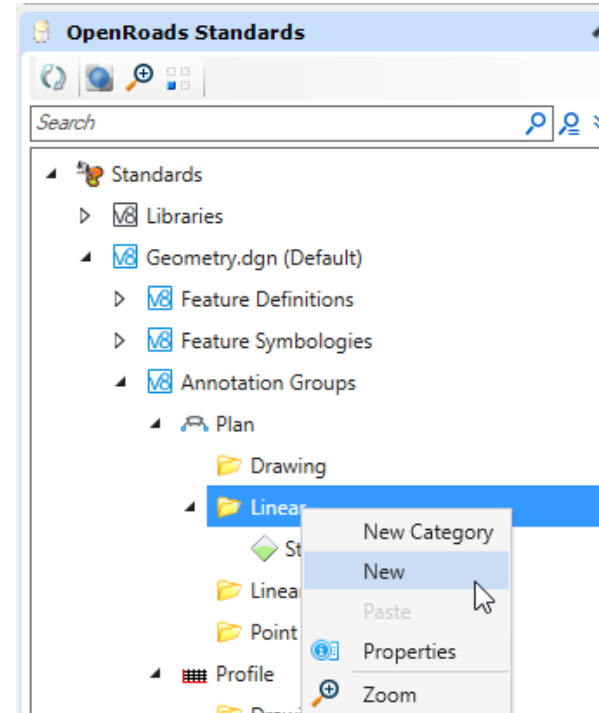 OpenRoads Standards
Search
Standards
Libraries
Geometry.dgn (Default)
Feature Definitions
Feature Symbologies
Annotation Groups
Plan
Drawing
Linear
New Category
New
Paste
Point
Properties
Profile
Zoom